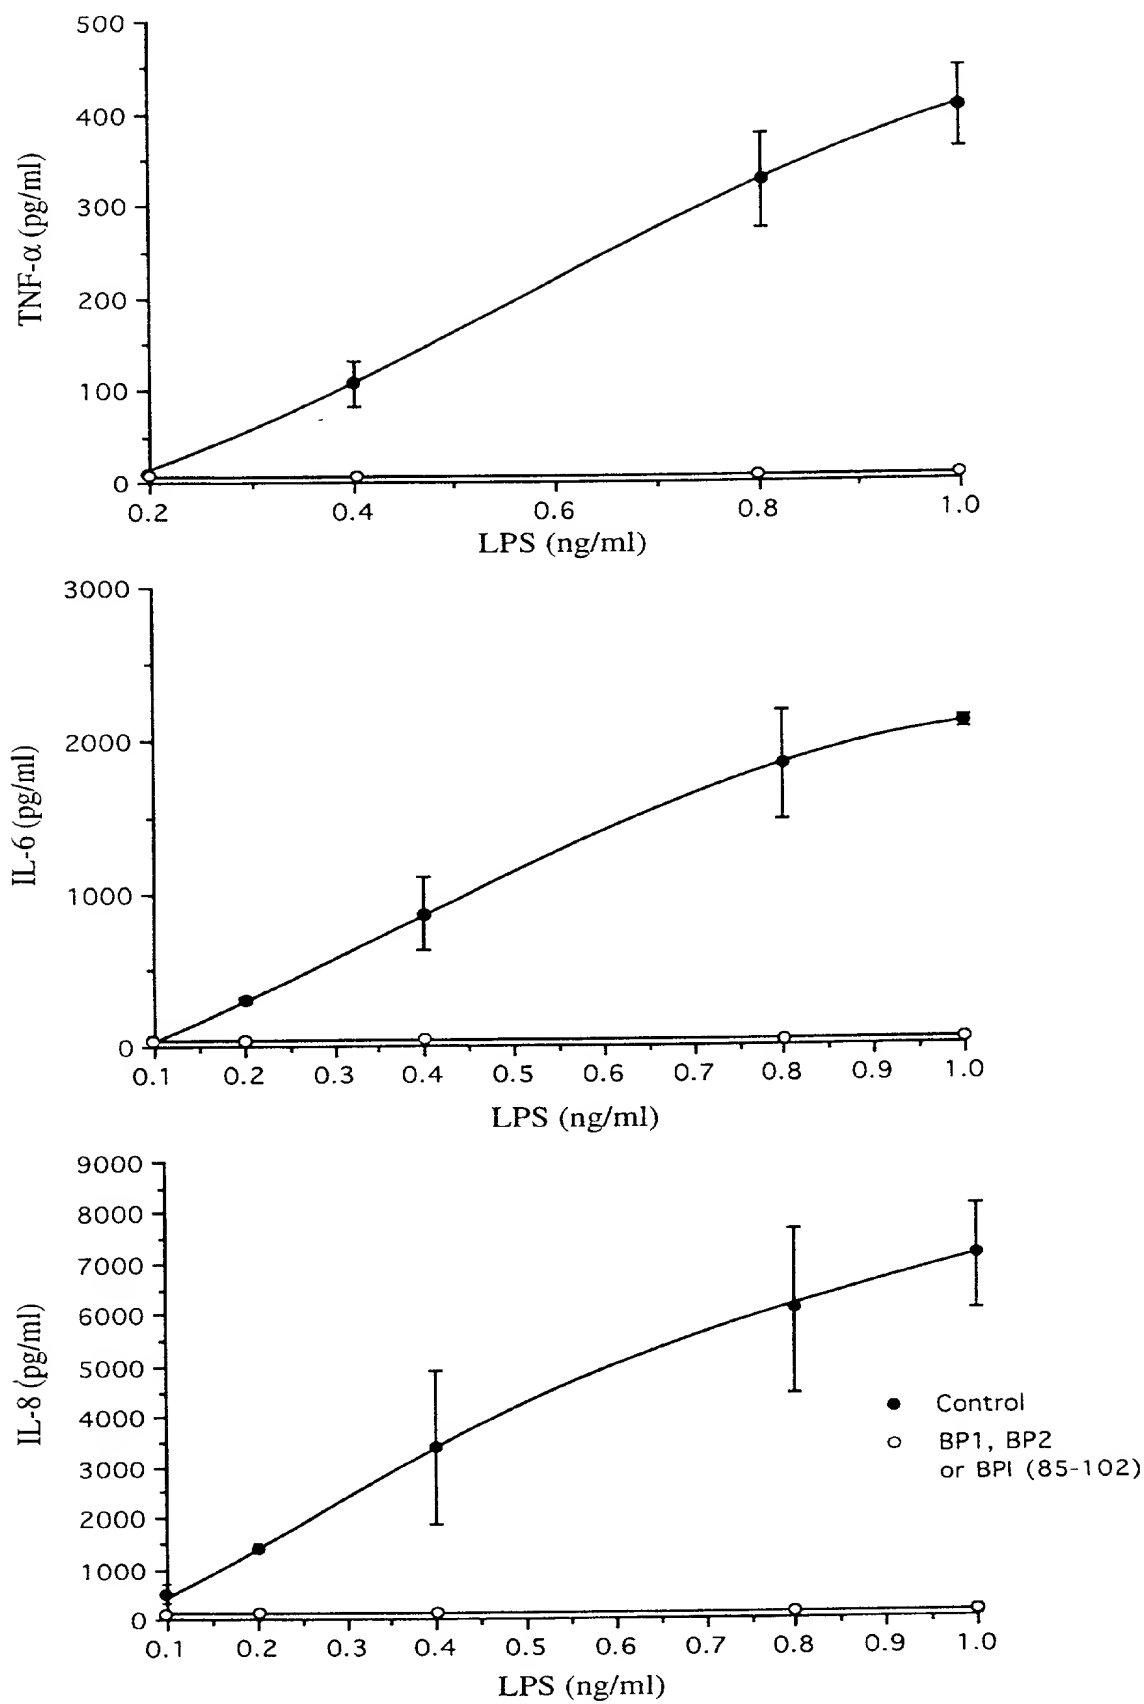 500
400
300
200
100
0
TNF-α (pg/ml)
0.2 0.4 0.6 0.8 1.0
LPS (ng/ml)
3000
2000
1000
0
IL-6 (pg/ml)
0.1 0.2 0.3 0.4 0.5 0.6 0.7 0.8 0.9 1.0
LPS (ng/ml)
9000
8000
7000
6000
5000
4000
3000
2000
1000
0
IL-8 (pg/ml)
Control
BP1, BP2
or BPI (85-102)
0.1 0.2 0.3 0.4 0.5 0.6 0.7 0.8 0.9 1.0
LPS (ng/ml)